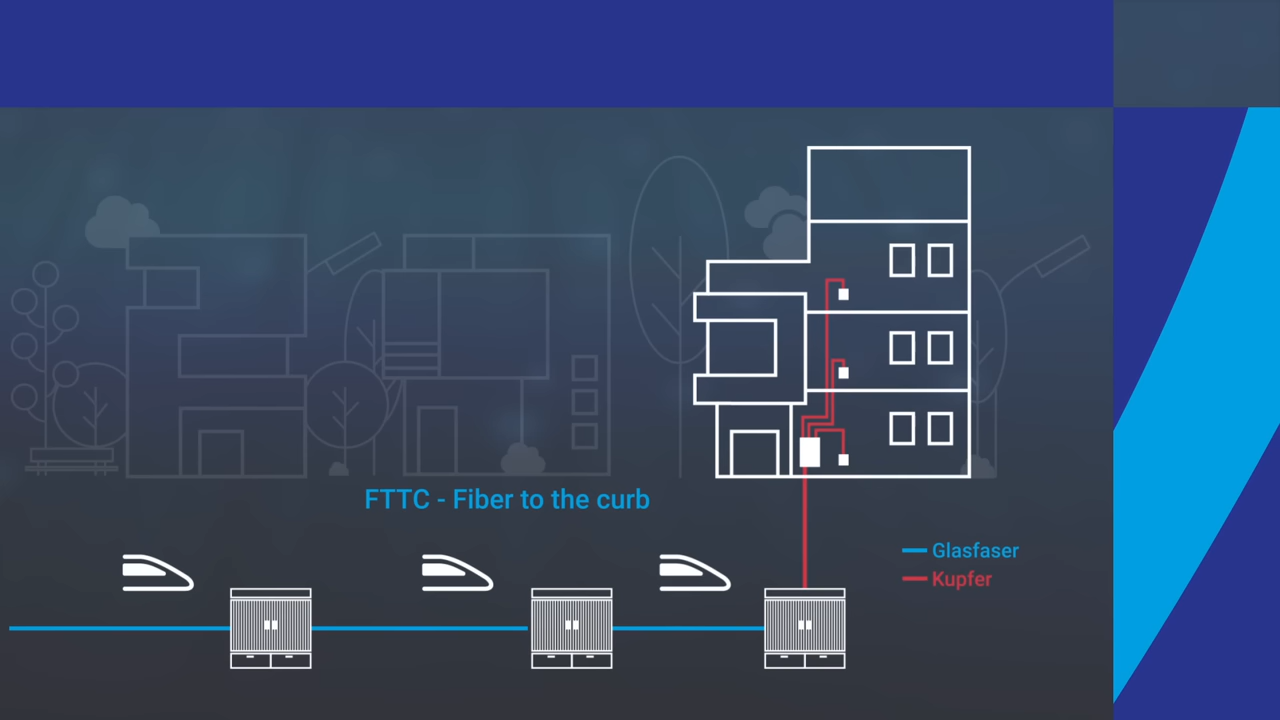 FTTC - Fiber to the curb
Glasfaser
Kupfer